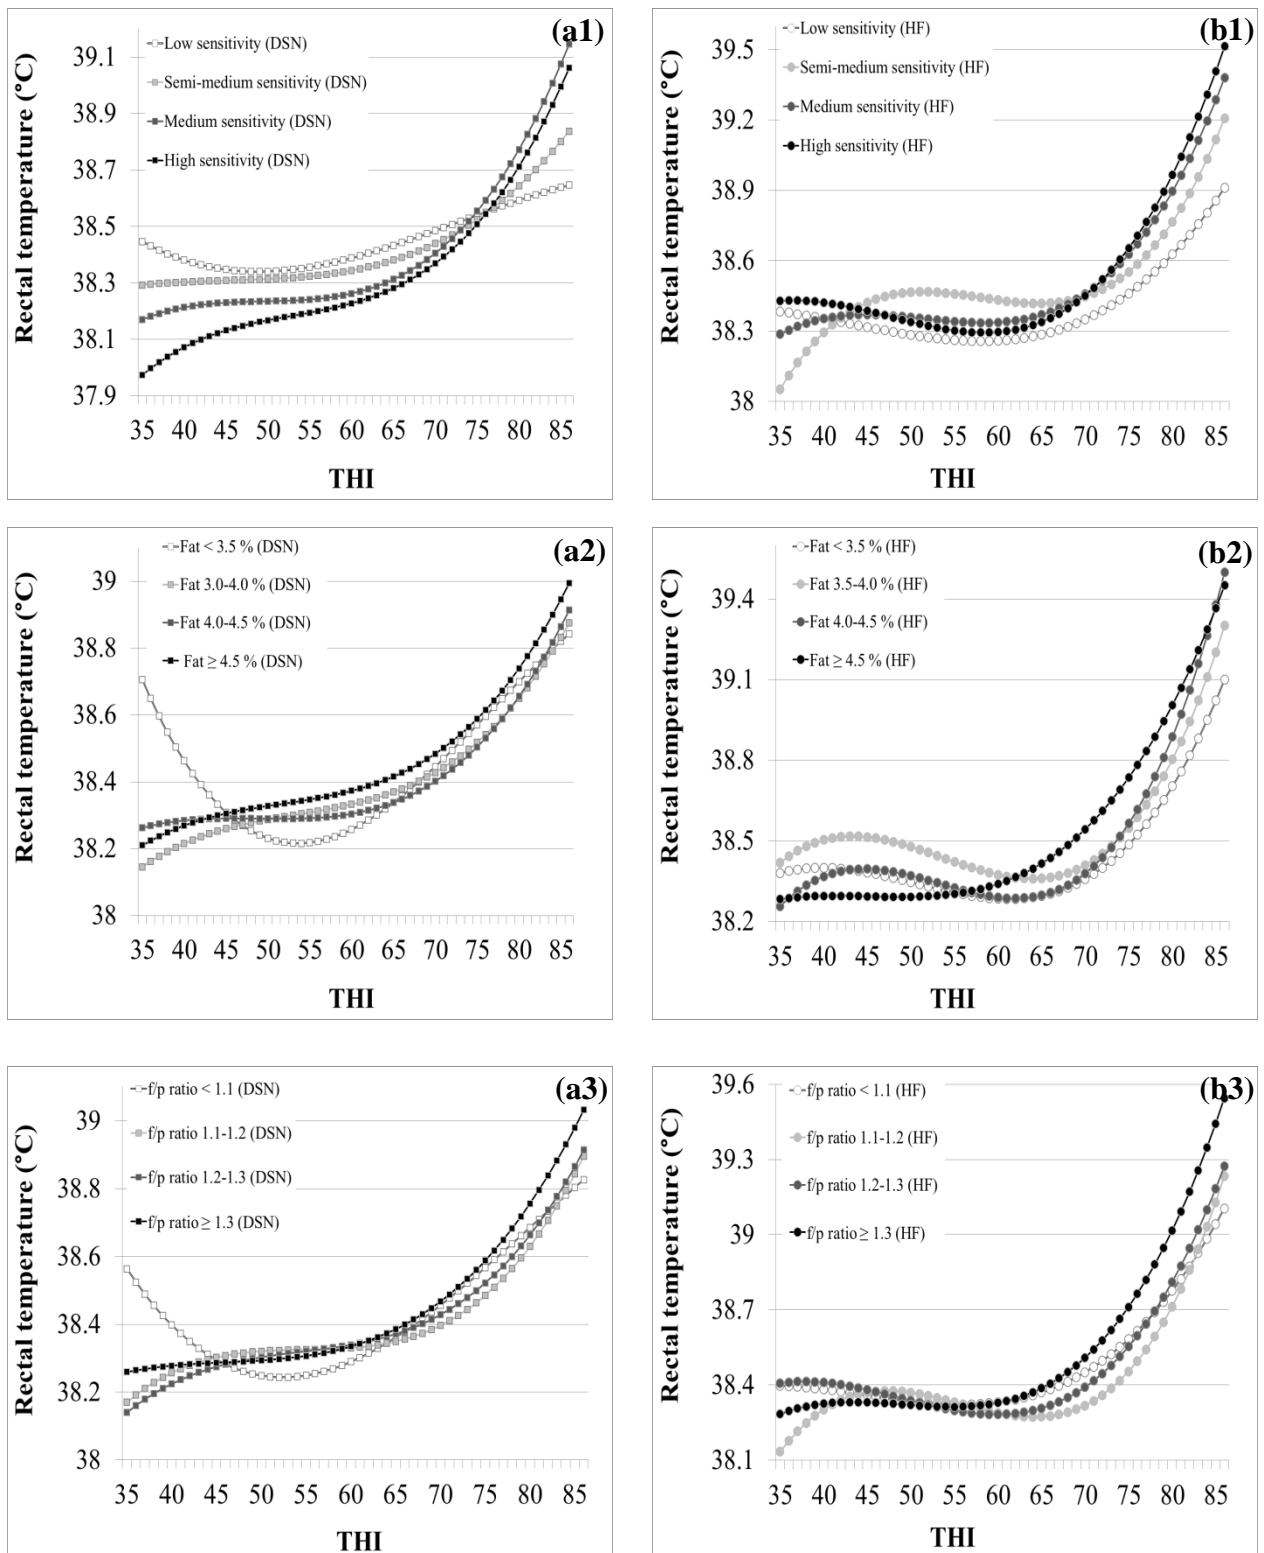 (a1)
Low sensitivity (DSN)
Semi-medium sensitivity (DSN)
Medium sensitivity (DSN)
High sensitivity (DSN)
Rectal temperature (°C)
39.1
38.9
38.7
38.5
38.3
38.1
37.9
35 40 45 50 55 60 65 70 75 80 85
THI
(b1)
Low sensitivity (HF)
Semi-medium sensitivity (HF)
Medium sensitivity (HF)
High sensitivity (HF)
Rectal temperature (°C)
39.5
39.2
38.9
38.6
38.3
38
35 40 45 50 55 60 65 70 75 80 85
THI
(a2)
Fat < 3.5 % (DSN)
Fat 3.0-4.0 % (DSN)
Fat 4.0-4.5 % (DSN)
Fat ≥ 4.5 % (DSN)
Rectal temperature (°C)
39
38.8
38.6
38.4
38.2
38
35 40 45 50 55 60 65 70 75 80 85
THI
(b2)
Fat < 3.5 % (HF)
Fat 3.5-4.0 % (HF)
Fat 4.0-4.5 % (HF)
Fat ≥ 4.5 % (HF)
Rectal temperature (°C)
39.4
39.1
38.8
38.5
38.2
35 40 45 50 55 60 65 70 75 80 85
THI
(a3)
f/p ratio < 1.1 (DSN)
f/p ratio 1.1-1.2 (DSN)
f/p ratio 1.2-1.3 (DSN)
f/p ratio ≥ 1.3 (DSN)
Rectal temperature (°C)
39
38.8
38.6
38.4
38.2
38
35 40 45 50 55 60 65 70 75 80 85
THI
(b3)
f/p ratio < 1.1 (HF)
f/p ratio 1.1-1.2 (HF)
f/p ratio 1.2-1.3 (HF)
f/p ratio ≥ 1.3 (HF)
Rectal temperature (°C)
39.6
39.3
39
38.7
38.4
38.1
35 40 45 50 55 60 65 70 75 80 85
THI